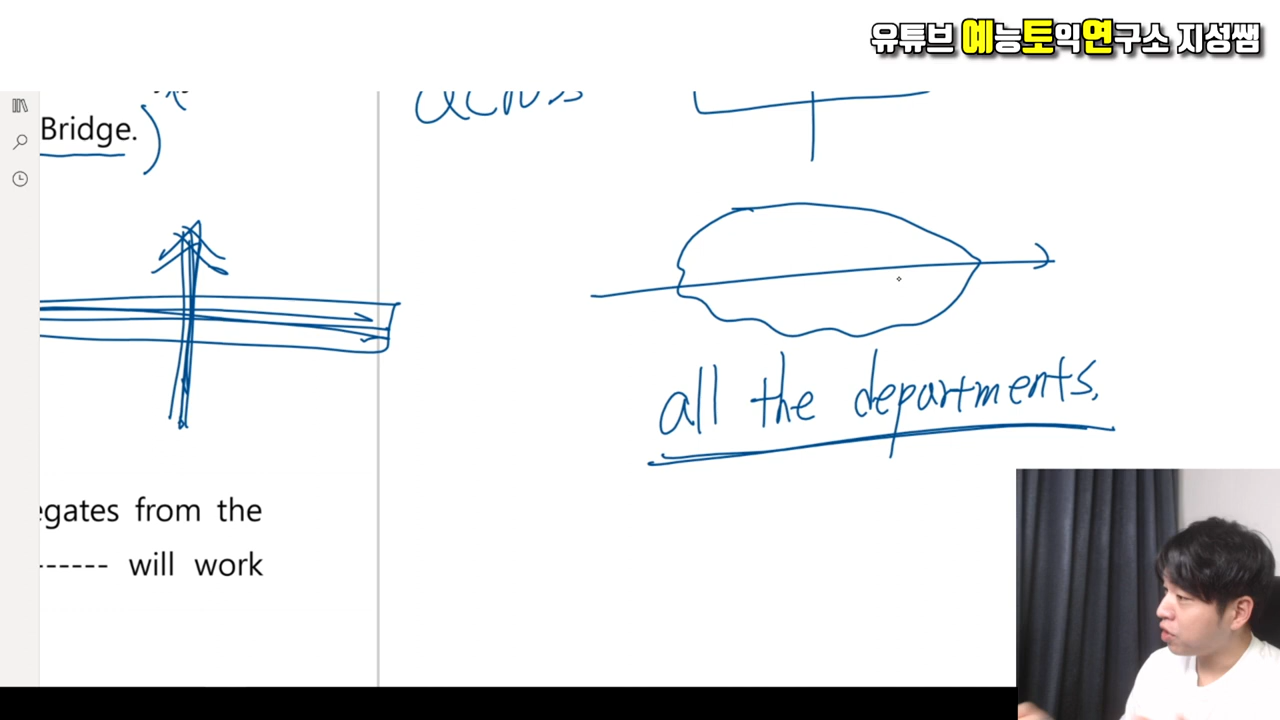 유튜브 예능토익연구소 지성쌤
across
Bridge.
all the departments.
egates from the
------ will work